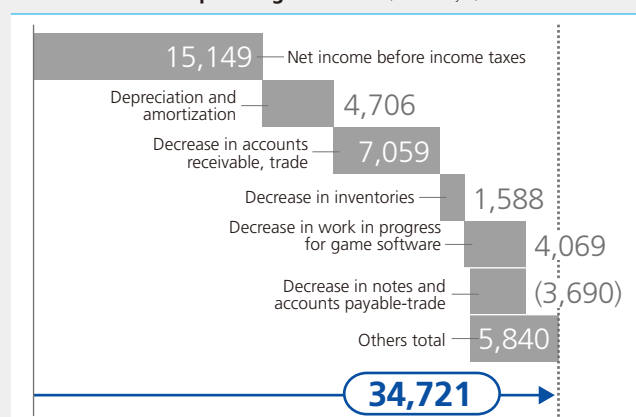 15,149 Net income before income taxes
Depreciation and
amortization 4,706
Decrease in accounts
receivable, trade 7,059
Decrease in inventories 1,588
Decrease in work in progress
for game software 4,069
Decrease in notes and
accounts payable-trade (3,690)
Others total 5,840
34,721